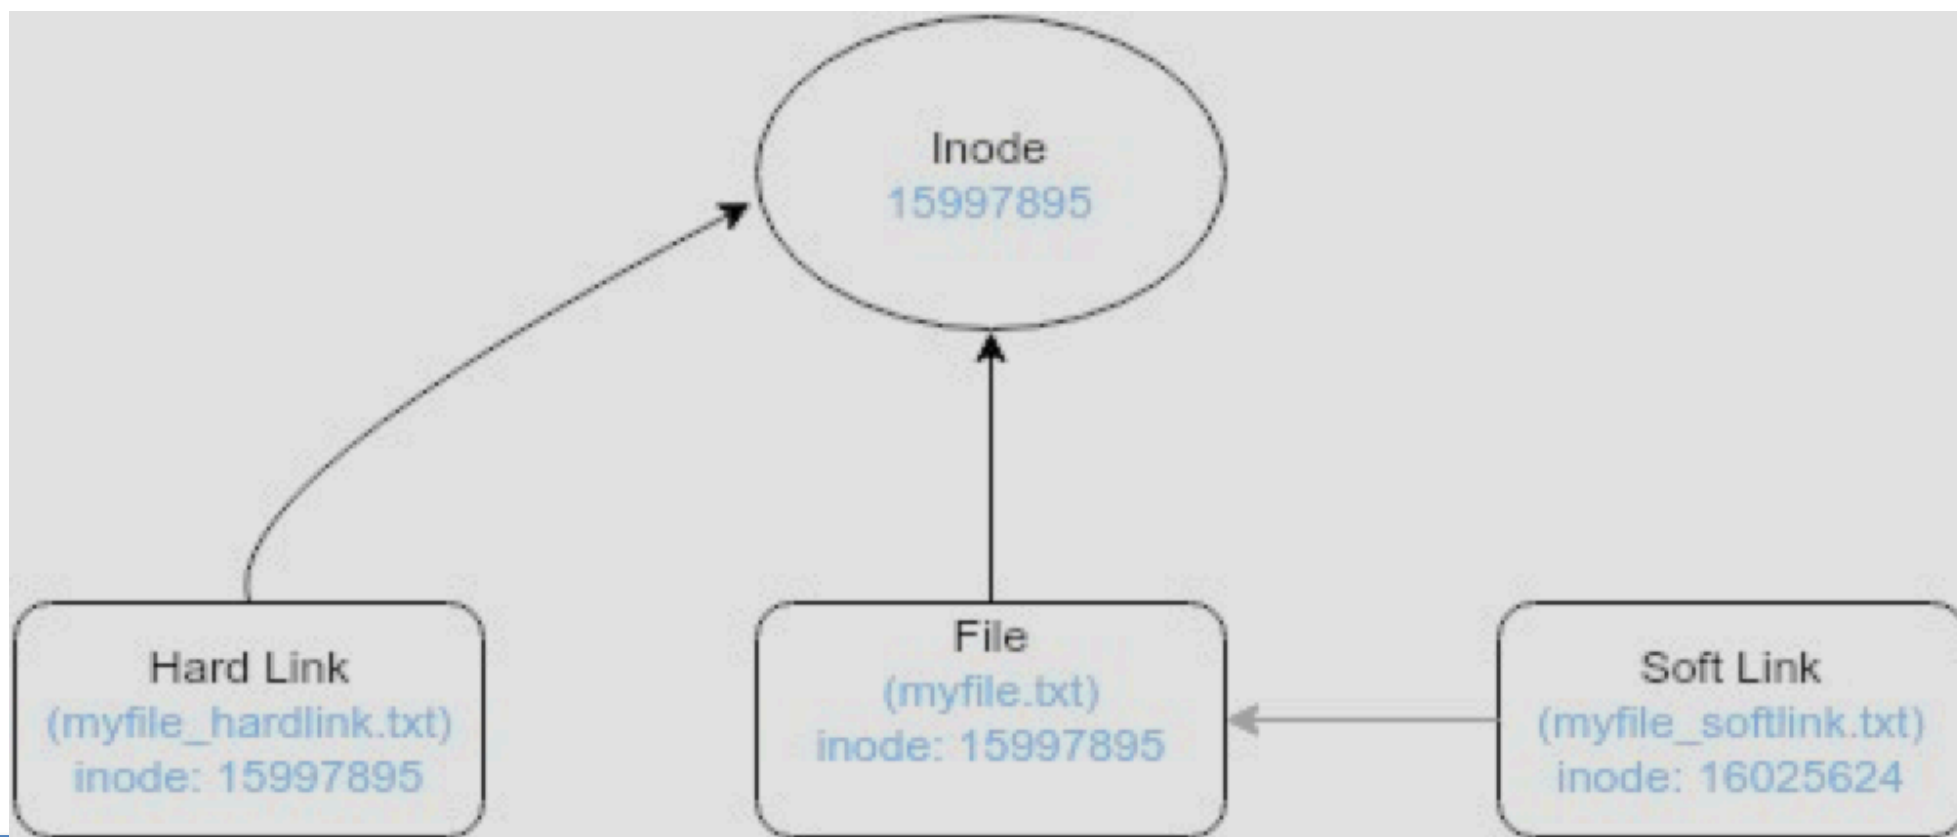 Inode
15997895
Hard Link
(myfile_hardlink.txt)
inode: 15997895
File
(myfile.txt)
inode: 15997895
Soft Link
(myfile_softlink.txt)
inode: 16025624